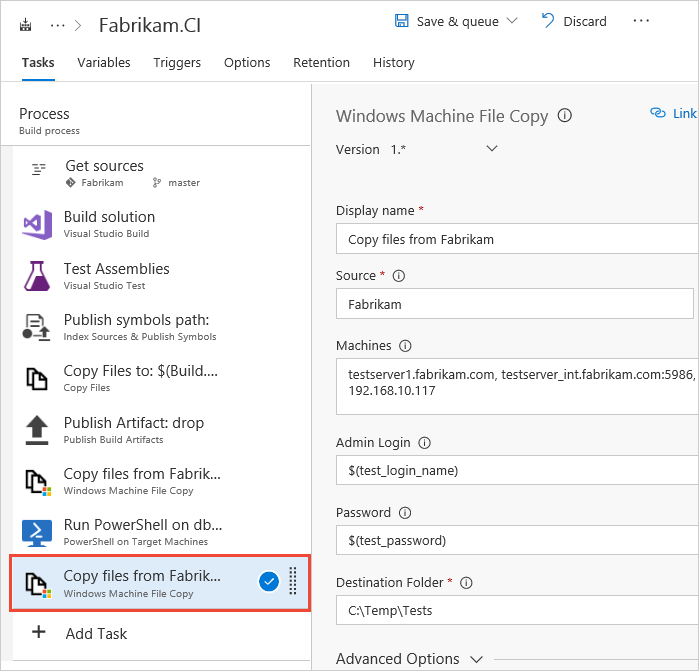 Fabrikam.CI
Save & queue
Discard
Tasks
Variables
Triggers
Options
Retention
History
Process
Build process
Get sources
Fabrikam
master
Build solution
Visual Studio Build
Test Assemblies
Visual Studio Test
Publish symbols path:
Index Sources & Publish Symbols
Copy Files to: $(Build....
Copy Files
Publish Artifact: drop
Publish Build Artifacts
Copy files from Fabrik...
Windows Machine File Copy
Run PowerShell on db...
PowerShell on Target Machines
Copy files from Fabrik...
Windows Machine File Copy
+ Add Task
Windows Machine File Copy
Link
Version 1.*
Display name *
Copy files from Fabrikam
Source *
Fabrikam
Machines
testserver1.fabrikam.com, testserver_int.fabrikam.com:5986,
192.168.10.117
Admin Login
$(test_login_name)
Password
$(test_password)
Destination Folder *
C:\Temp\Tests
Advanced Options